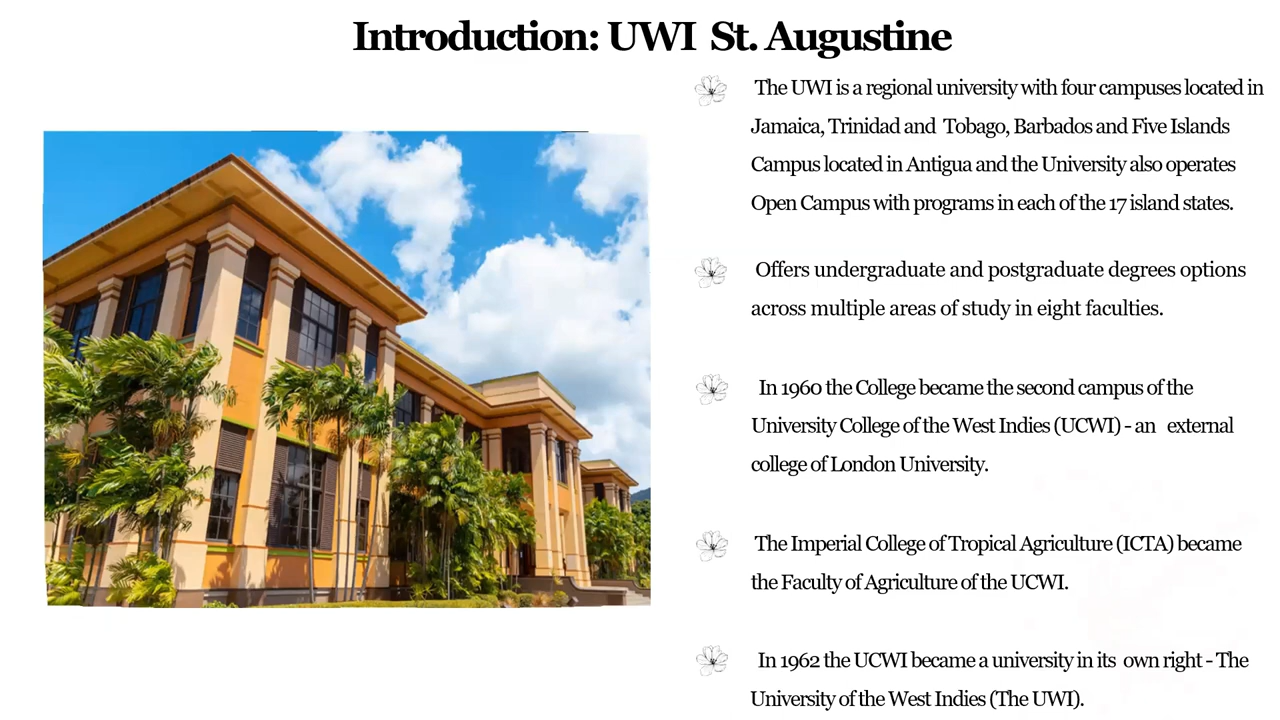 Introduction: UWI St. Augustine
The UWI is a regional university with four campuses located in
Jamaica, Trinidad and Tobago, Barbados and Five Islands
Campus located in Antigua and the University also operates
Open Campus with programs in each of the 17 island states.
Offers undergraduate and postgraduate degrees options
across multiple areas of study in eight faculties.
In 1960 the College became the second campus of the
University College of the West Indies (UCWI) - an external
college of London University.
The Imperial College of Tropical Agriculture (ICTA) became
the Faculty of Agriculture of the UCWI.
In 1962 the UCWI became a university in its own right - The
University of the West Indies (The UWI).